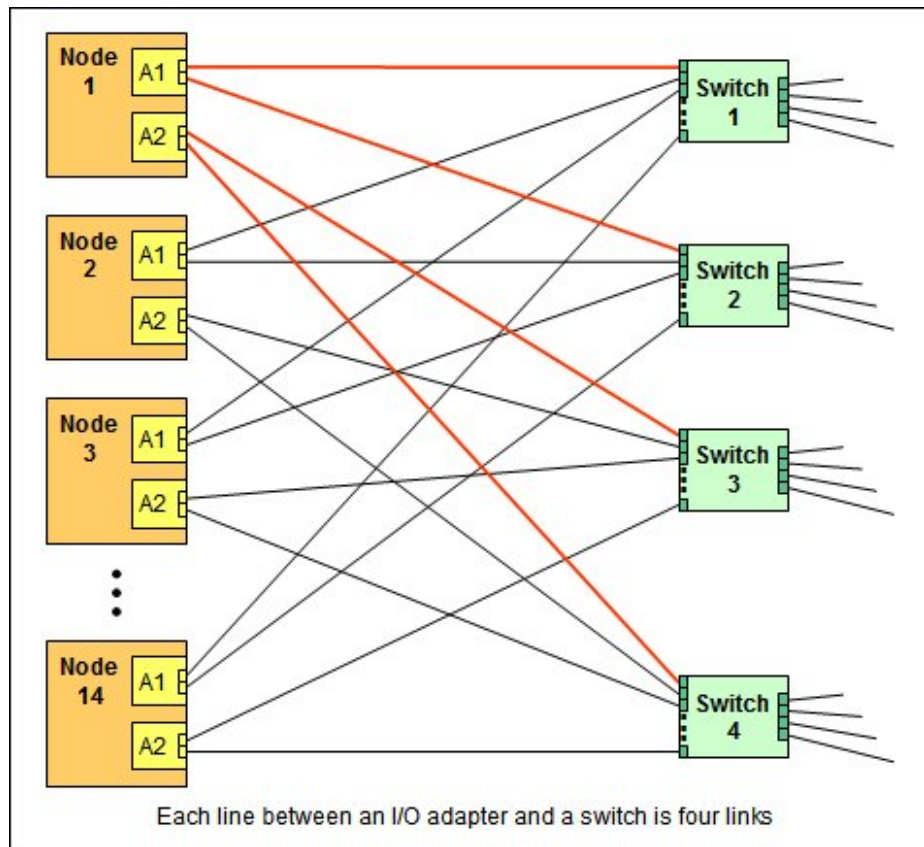 Node
1
A1
A2
Switch
1
Node
2
A1
A2
Switch
2
Node
3
A1
A2
Switch
3
Node
14
A1
A2
Switch
4
Each line between an I/O adapter and a switch is four links